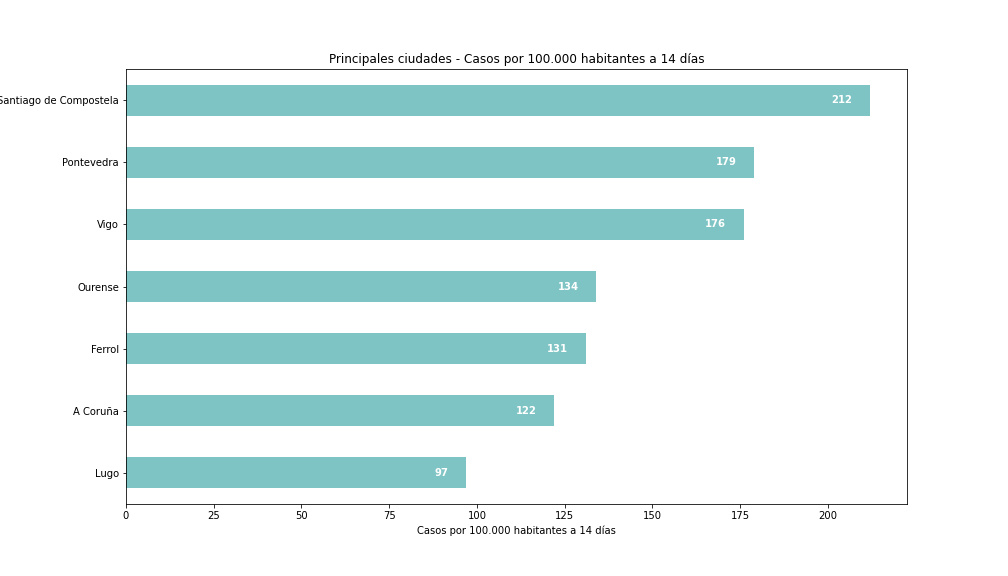 Principales ciudades - Casos por 100.000 habitantes a 14 días
Santiago de Compostela 212
Pontevedra 179
Vigo 176
Ourense 134
Ferrol 131
A Coruña 122
Lugo 97
0 25 50 75 100 125 150 175 200
Casos por 100.000 habitantes a 14 días